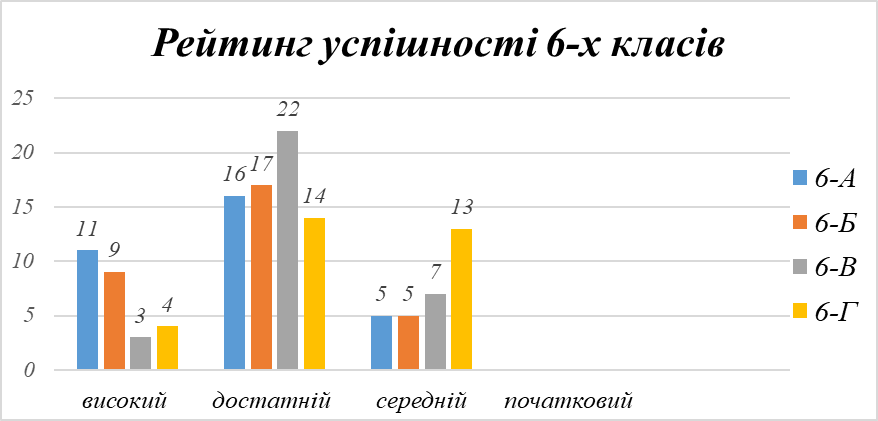 Рейтинг успішності 6-х класів
25
20
15
10
5
0
11
9
3
4
16
17
22
14
5
5
7
13
високий
достатній
середній
початковий
6-А
6-Б
6-В
6-Г